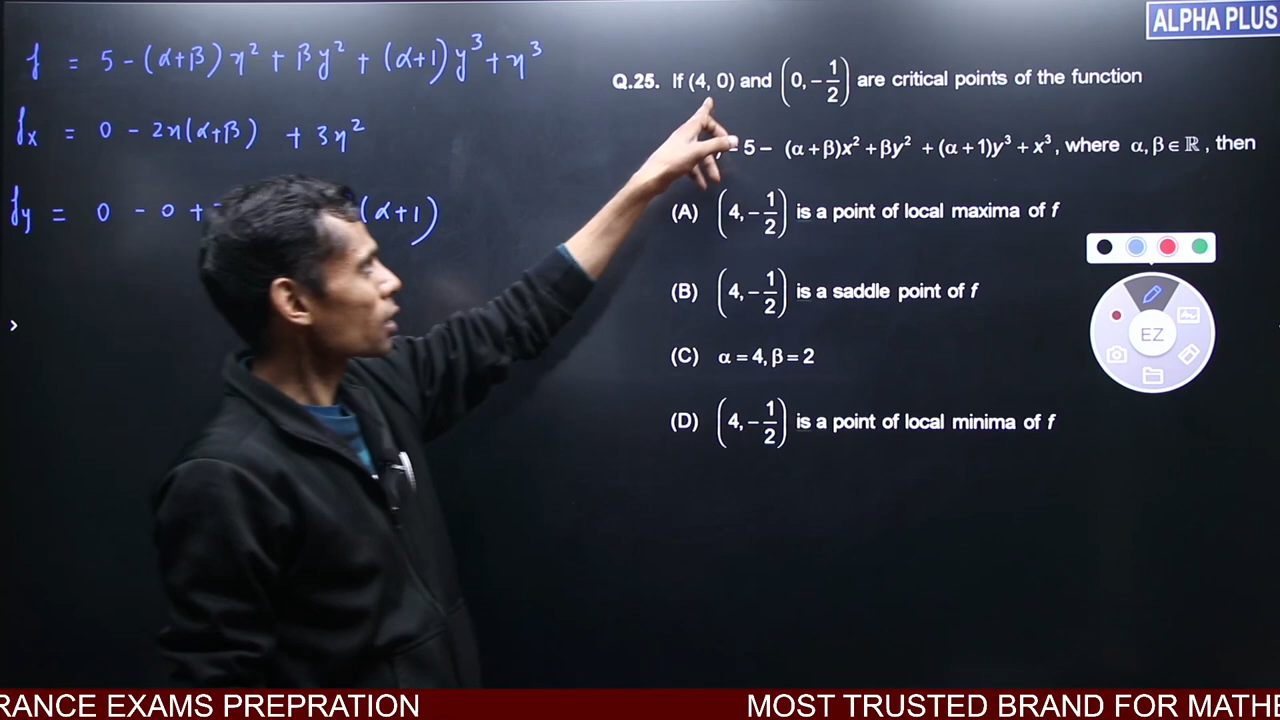 ALPHA PLUS
f = 5 - (α+β) x² + β y² + (α+1) y³ + x³
fx = 0 - 2x(α+β) + 3x²
fy = 0 - 0 + (α+1)
Q.25. If (4, 0) and (0, -1/2) are critical points of the function
5 - (α + β)x² + βy² + (α + 1)y³ + x³, where α, β ∈ ℝ, then
(A) (4, -1/2) is a point of local maxima of f
(B) (4, -1/2) is a saddle point of f
(C) α = 4, β = 2
(D) (4, -1/2) is a point of local minima of f
EZ
RANCE EXAMS PREPRATION MOST TRUSTED BRAND FOR MATHE